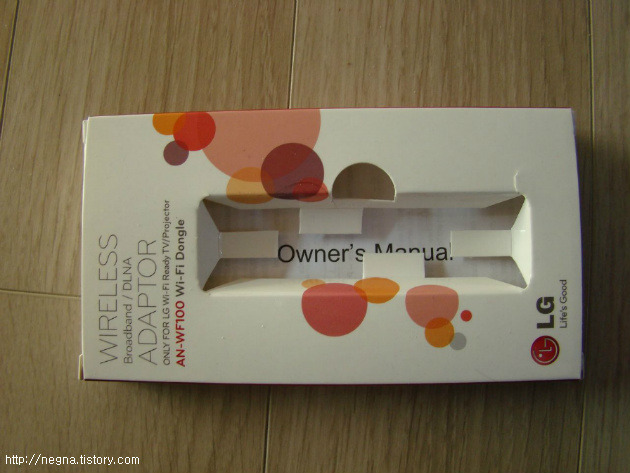 WIRELESS
Broadband / DLNA
ADAPTOR
ONLY FOR LG Wi-Fi Ready TV/Projector
AN-WF100 Wi-Fi Dongle
Owner's Manual
LG
Life's Good
http://negna.tistory.com